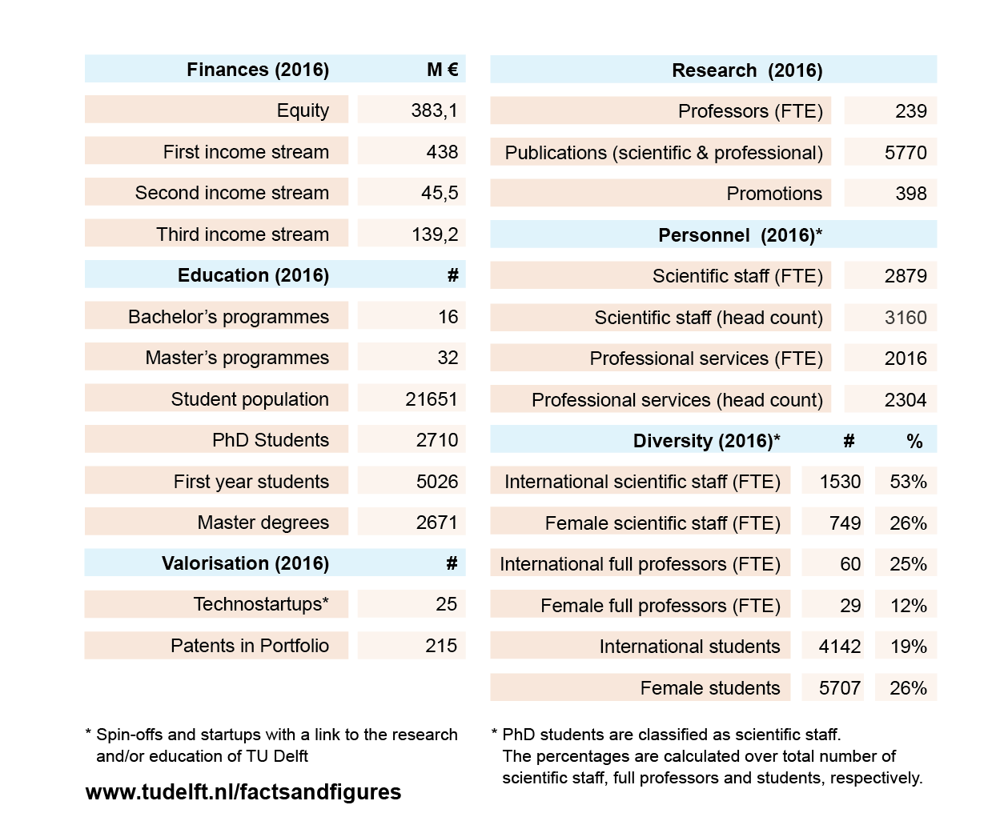 Finances (2016) M €
Equity 383,1
First income stream 438
Second income stream 45,5
Third income stream 139,2
Education (2016) #
Bachelor’s programmes 16
Master’s programmes 32
Student population 21651
PhD Students 2710
First year students 5026
Master degrees 2671
Valorisation (2016) #
Technostartups* 25
Patents in Portfolio 215
* Spin-offs and startups with a link to the research
and/or education of TU Delft
www.tudelft.nl/factsandfigures
Research (2016)
Professors (FTE) 239
Publications (scientific & professional) 5770
Promotions 398
Personnel (2016)*
Scientific staff (FTE) 2879
Scientific staff (head count) 3160
Professional services (FTE) 2016
Professional services (head count) 2304
Diversity (2016)* # %
International scientific staff (FTE) 1530 53%
Female scientific staff (FTE) 749 26%
International full professors (FTE) 60 25%
Female full professors (FTE) 29 12%
International students 4142 19%
Female students 5707 26%
* PhD students are classified as scientific staff.
The percentages are calculated over total number of
scientific staff, full professors and students, respectively.